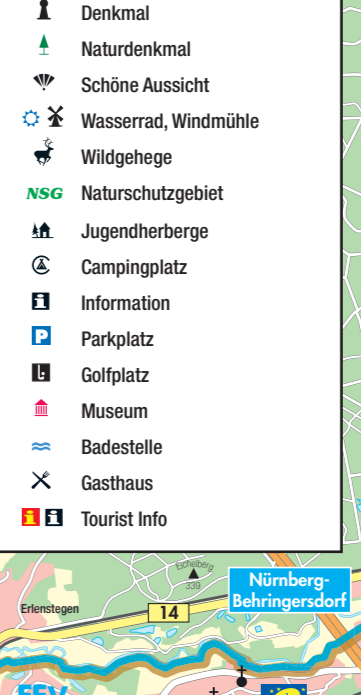 Denkmal
Naturdenkmal
Schöne Aussicht
Wasserrad, Windmühle
Wildgehege
NSG Naturschutzgebiet
Jugendherberge
Campingplatz
i Information
P Parkplatz
Golfplatz
Museum
Badestelle
Gasthaus
i i Tourist Info
Eichelberg
339
Nürnberg-
Behringersdorf
Erlenstegen
14